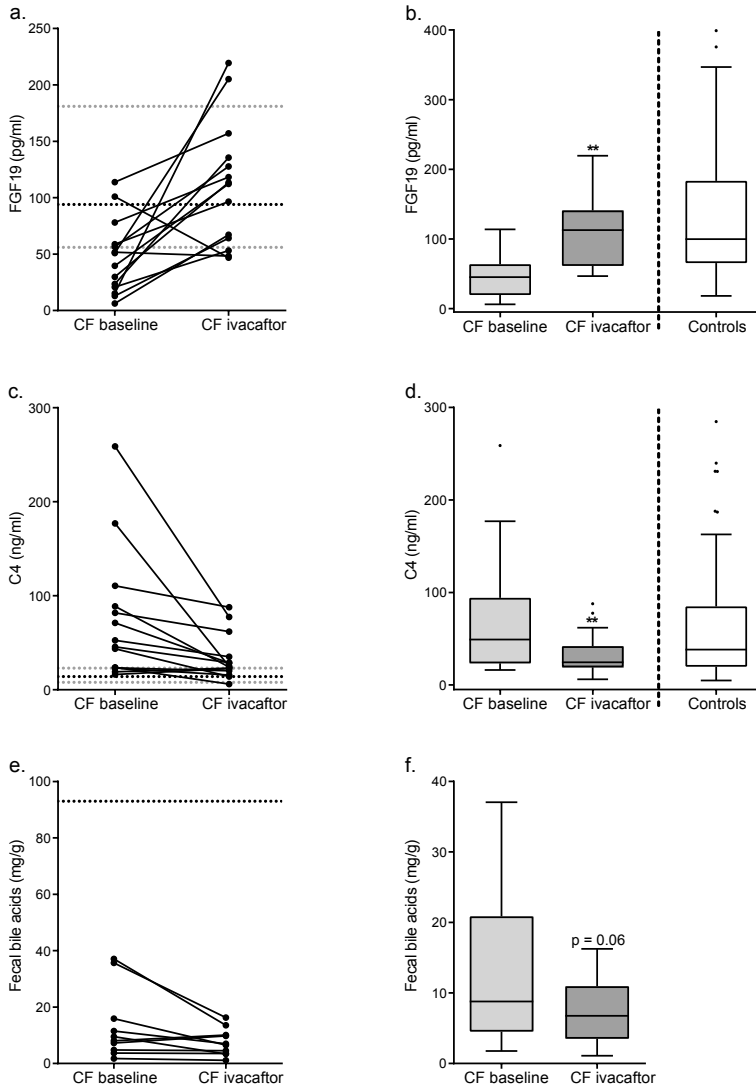 a.
250
200
150
100
50
0
FGF19 (pg/ml)
CF baseline CF ivacaftor
b.
400
300
200
100
0
FGF19 (pg/ml)
**
CF baseline CF ivacaftor Controls
c.
300
200
100
0
C4 (ng/ml)
CF baseline CF ivacaftor
d.
300
200
100
0
C4 (ng/ml)
**
CF baseline CF ivacaftor Controls
e.
100
80
60
40
20
0
Fecal bile acids (mg/g)
CF baseline CF ivacaftor
f.
40
30
20
10
0
Fecal bile acids (mg/g)
p = 0.06
CF baseline CF ivacaftor